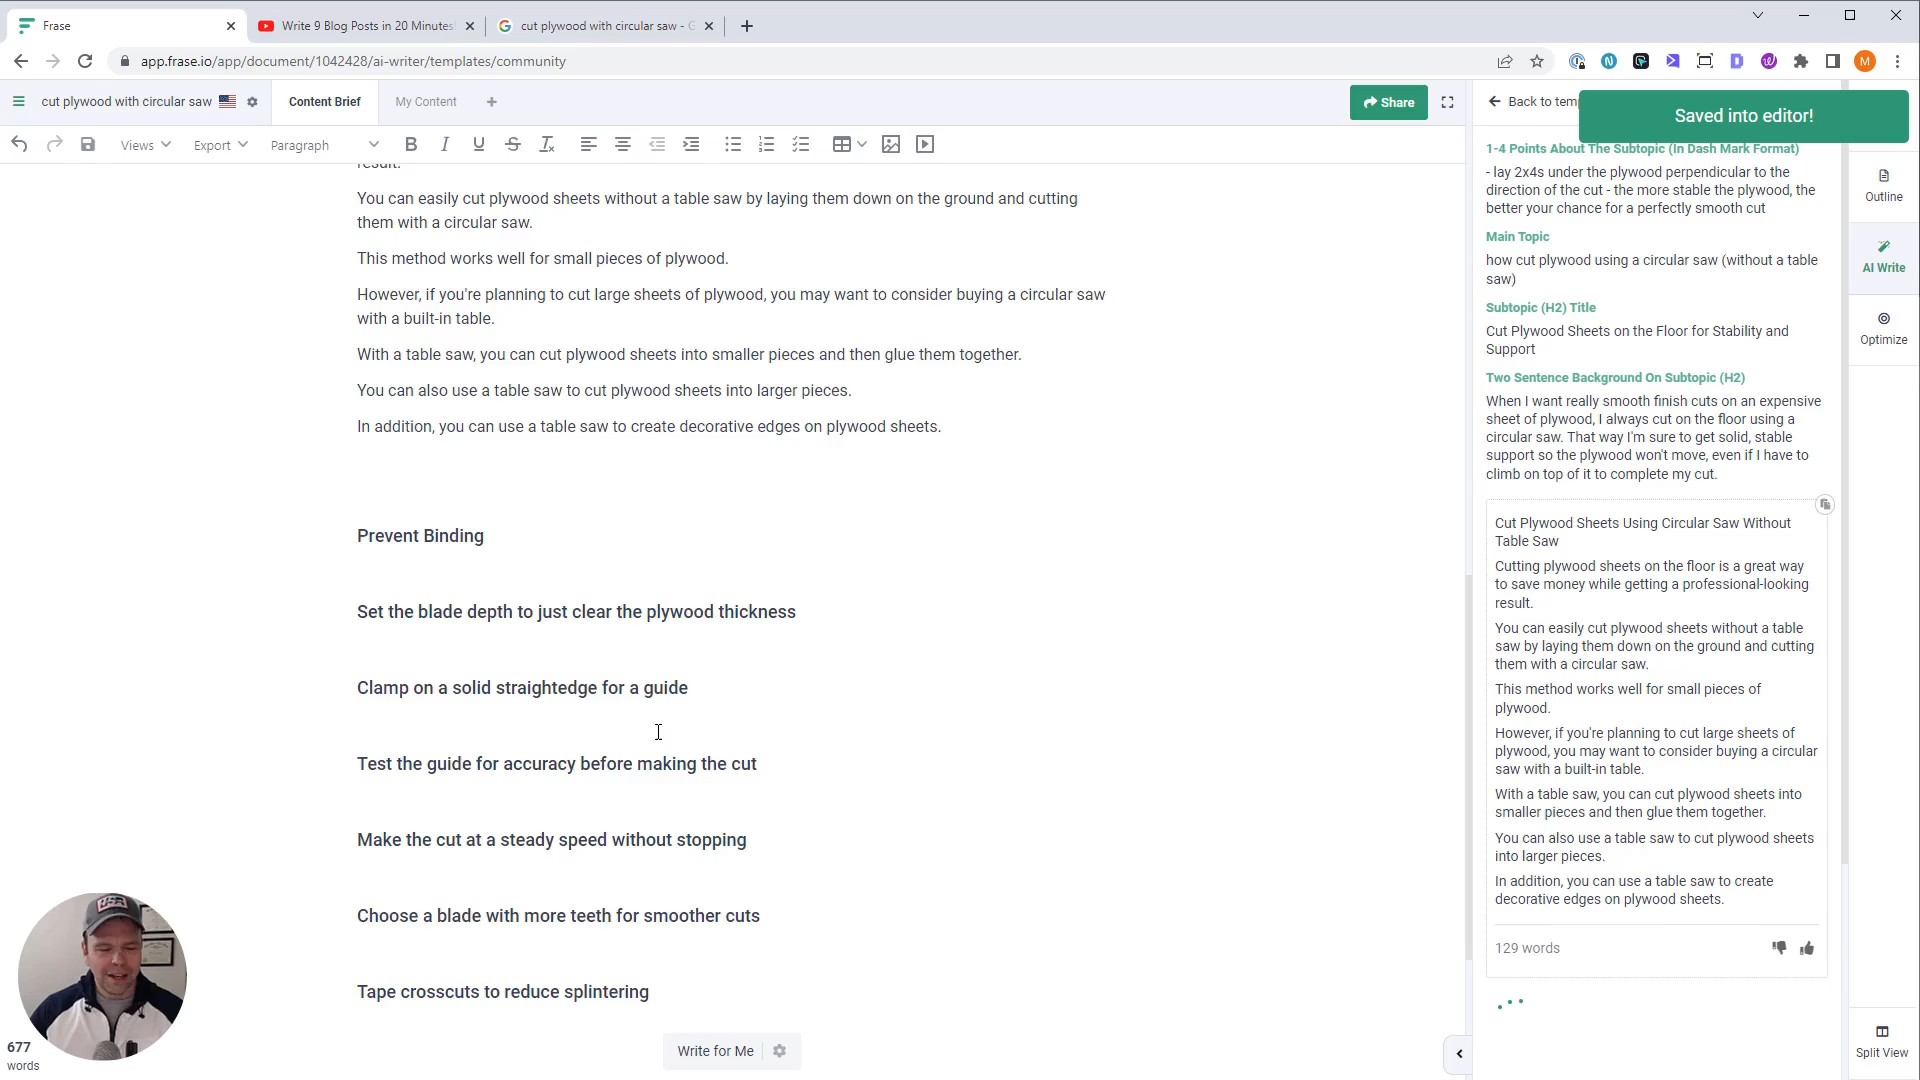 Frase
Write 9 Blog Posts in 20 Minutes
cut plywood with circular saw - G
app.frase.io/app/document/1042428/ai-writer/templates/community
M
cut plywood with circular saw
Content Brief
My Content
Share
Back to temp
Saved into editor!
Views
Export
Paragraph
result.
You can easily cut plywood sheets without a table saw by laying them down on the ground and cutting
them with a circular saw.
This method works well for small pieces of plywood.
However, if you're planning to cut large sheets of plywood, you may want to consider buying a circular saw
with a built-in table.
With a table saw, you can cut plywood sheets into smaller pieces and then glue them together.
You can also use a table saw to cut plywood sheets into larger pieces.
In addition, you can use a table saw to create decorative edges on plywood sheets.
Prevent Binding
Set the blade depth to just clear the plywood thickness
Clamp on a solid straightedge for a guide
Test the guide for accuracy before making the cut
Make the cut at a steady speed without stopping
Choose a blade with more teeth for smoother cuts
Tape crosscuts to reduce splintering
Write for Me
677
words
1-4 Points About The Subtopic (In Dash Mark Format)
- lay 2x4s under the plywood perpendicular to the
direction of the cut - the more stable the plywood, the
better your chance for a perfectly smooth cut
Main Topic
how cut plywood using a circular saw (without a table
saw)
Subtopic (H2) Title
Cut Plywood Sheets on the Floor for Stability and
Support
Two Sentence Background On Subtopic (H2)
When I want really smooth finish cuts on an expensive
sheet of plywood, I always cut on the floor using a
circular saw. That way I'm sure to get solid, stable
support so the plywood won't move, even if I have to
climb on top of it to complete my cut.
Cut Plywood Sheets Using Circular Saw Without
Table Saw
Cutting plywood sheets on the floor is a great way
to save money while getting a professional-looking
result.
You can easily cut plywood sheets without a table
saw by laying them down on the ground and cutting
them with a circular saw.
This method works well for small pieces of
plywood.
However, if you're planning to cut large sheets of
plywood, you may want to consider buying a circular
saw with a built-in table.
With a table saw, you can cut plywood sheets into
smaller pieces and then glue them together.
You can also use a table saw to cut plywood sheets
into larger pieces.
In addition, you can use a table saw to create
decorative edges on plywood sheets.
129 words
Outline
AI Write
Optimize
Split View